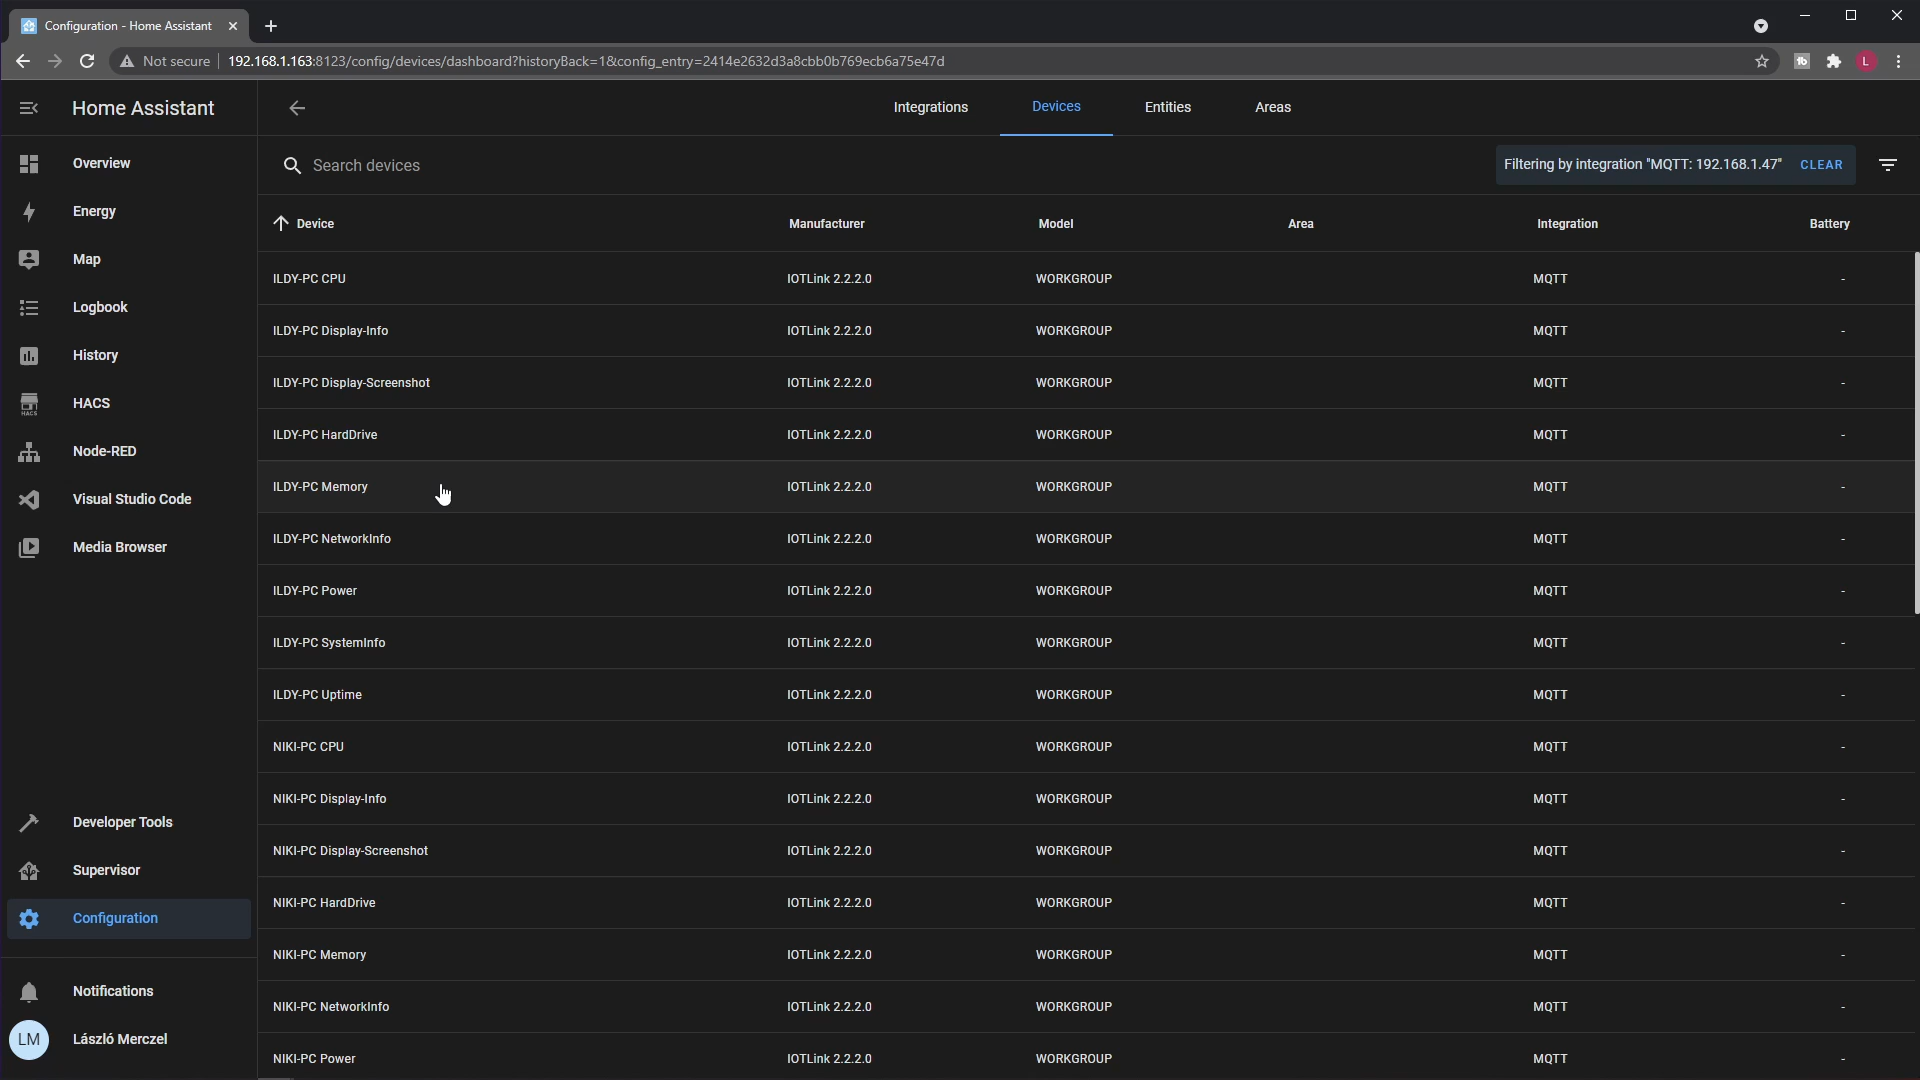 Configuration - Home Assistant
Not secure 192.168.1.163:8123/config/devices/dashboard?historyBack=1&config_entry=2414e2632d3a8cbb0b769ecb6a75e47d
L
Home Assistant
Integrations Devices Entities Areas
Overview
Energy
Map
Logbook
History
HACS
HACS
Node-RED
Visual Studio Code
Media Browser
Developer Tools
Supervisor
Configuration
Notifications
LM László Merczel
Search devices
Filtering by integration "MQTT: 192.168.1.47" CLEAR
Device Manufacturer Model Area Integration Battery
ILDY-PC CPU IOTLink 2.2.2.0 WORKGROUP MQTT -
ILDY-PC Display-Info IOTLink 2.2.2.0 WORKGROUP MQTT -
ILDY-PC Display-Screenshot IOTLink 2.2.2.0 WORKGROUP MQTT -
ILDY-PC HardDrive IOTLink 2.2.2.0 WORKGROUP MQTT -
ILDY-PC Memory IOTLink 2.2.2.0 WORKGROUP MQTT -
ILDY-PC NetworkInfo IOTLink 2.2.2.0 WORKGROUP MQTT -
ILDY-PC Power IOTLink 2.2.2.0 WORKGROUP MQTT -
ILDY-PC SystemInfo IOTLink 2.2.2.0 WORKGROUP MQTT -
ILDY-PC Uptime IOTLink 2.2.2.0 WORKGROUP MQTT -
NIKI-PC CPU IOTLink 2.2.2.0 WORKGROUP MQTT -
NIKI-PC Display-Info IOTLink 2.2.2.0 WORKGROUP MQTT -
NIKI-PC Display-Screenshot IOTLink 2.2.2.0 WORKGROUP MQTT -
NIKI-PC HardDrive IOTLink 2.2.2.0 WORKGROUP MQTT -
NIKI-PC Memory IOTLink 2.2.2.0 WORKGROUP MQTT -
NIKI-PC NetworkInfo IOTLink 2.2.2.0 WORKGROUP MQTT -
NIKI-PC Power IOTLink 2.2.2.0 WORKGROUP MQTT -